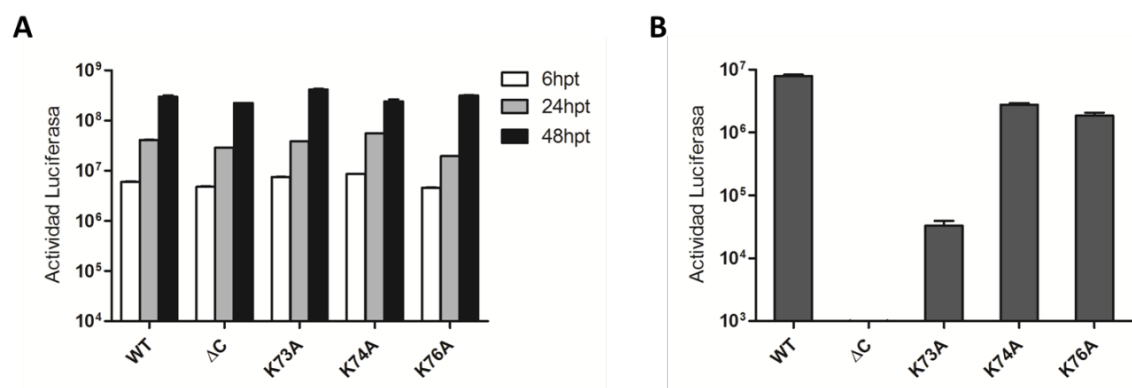 A
Actividad Luciferasa
10⁹
10⁸
10⁷
10⁶
10⁵
10⁴
WT
ΔC
K73A
K74A
K76A
6hpt
24hpt
48hpt
B
Actividad Luciferasa
10⁷
10⁶
10⁵
10⁴
10³
WT
ΔC
K73A
K74A
K76A